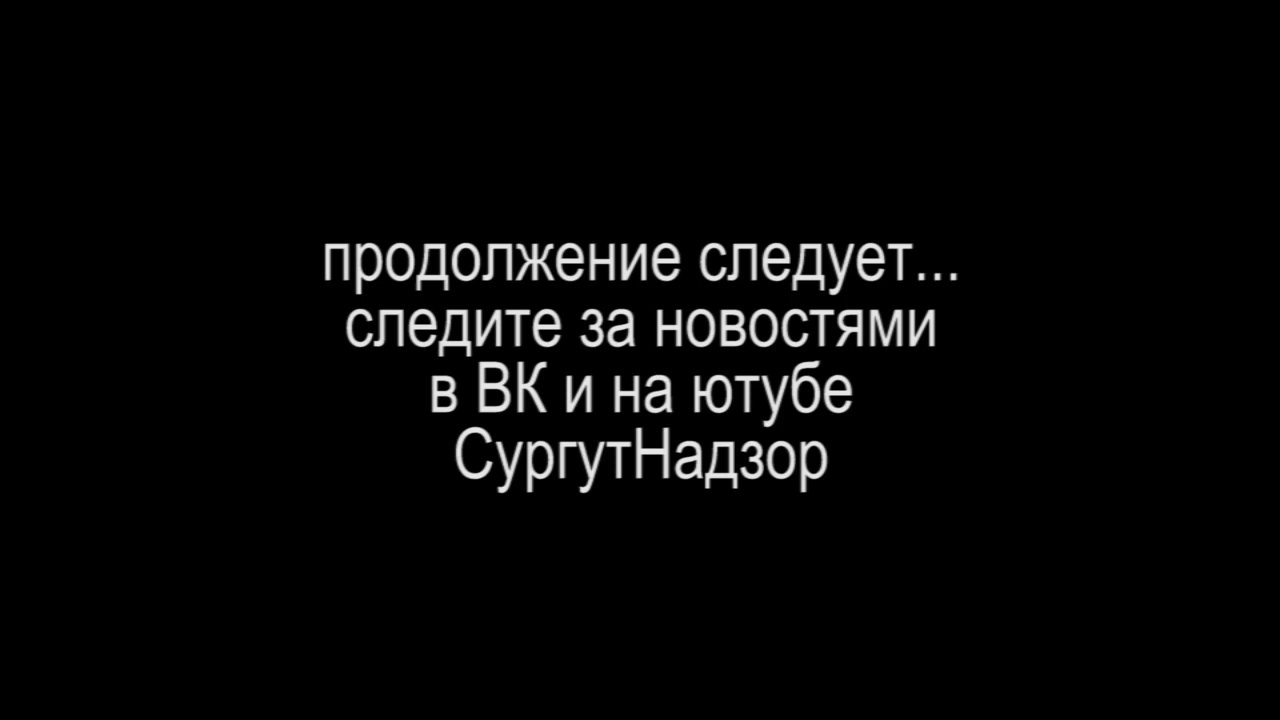 продолжение следует...
следите за новостями
в ВК и на ютубе
СургутНадзор